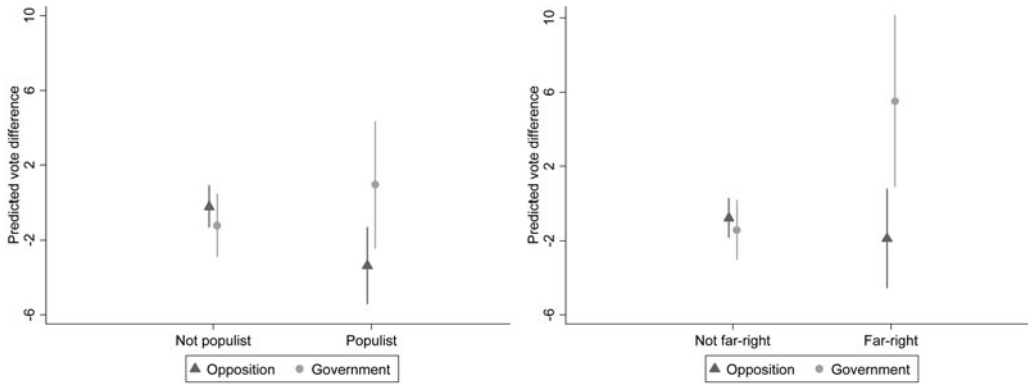 Predicted vote difference
10
6
2
-2
-6
Not populist
Populist
Opposition
Government
Predicted vote difference
10
6
2
-2
-6
Not far-right
Far-right
Opposition
Government